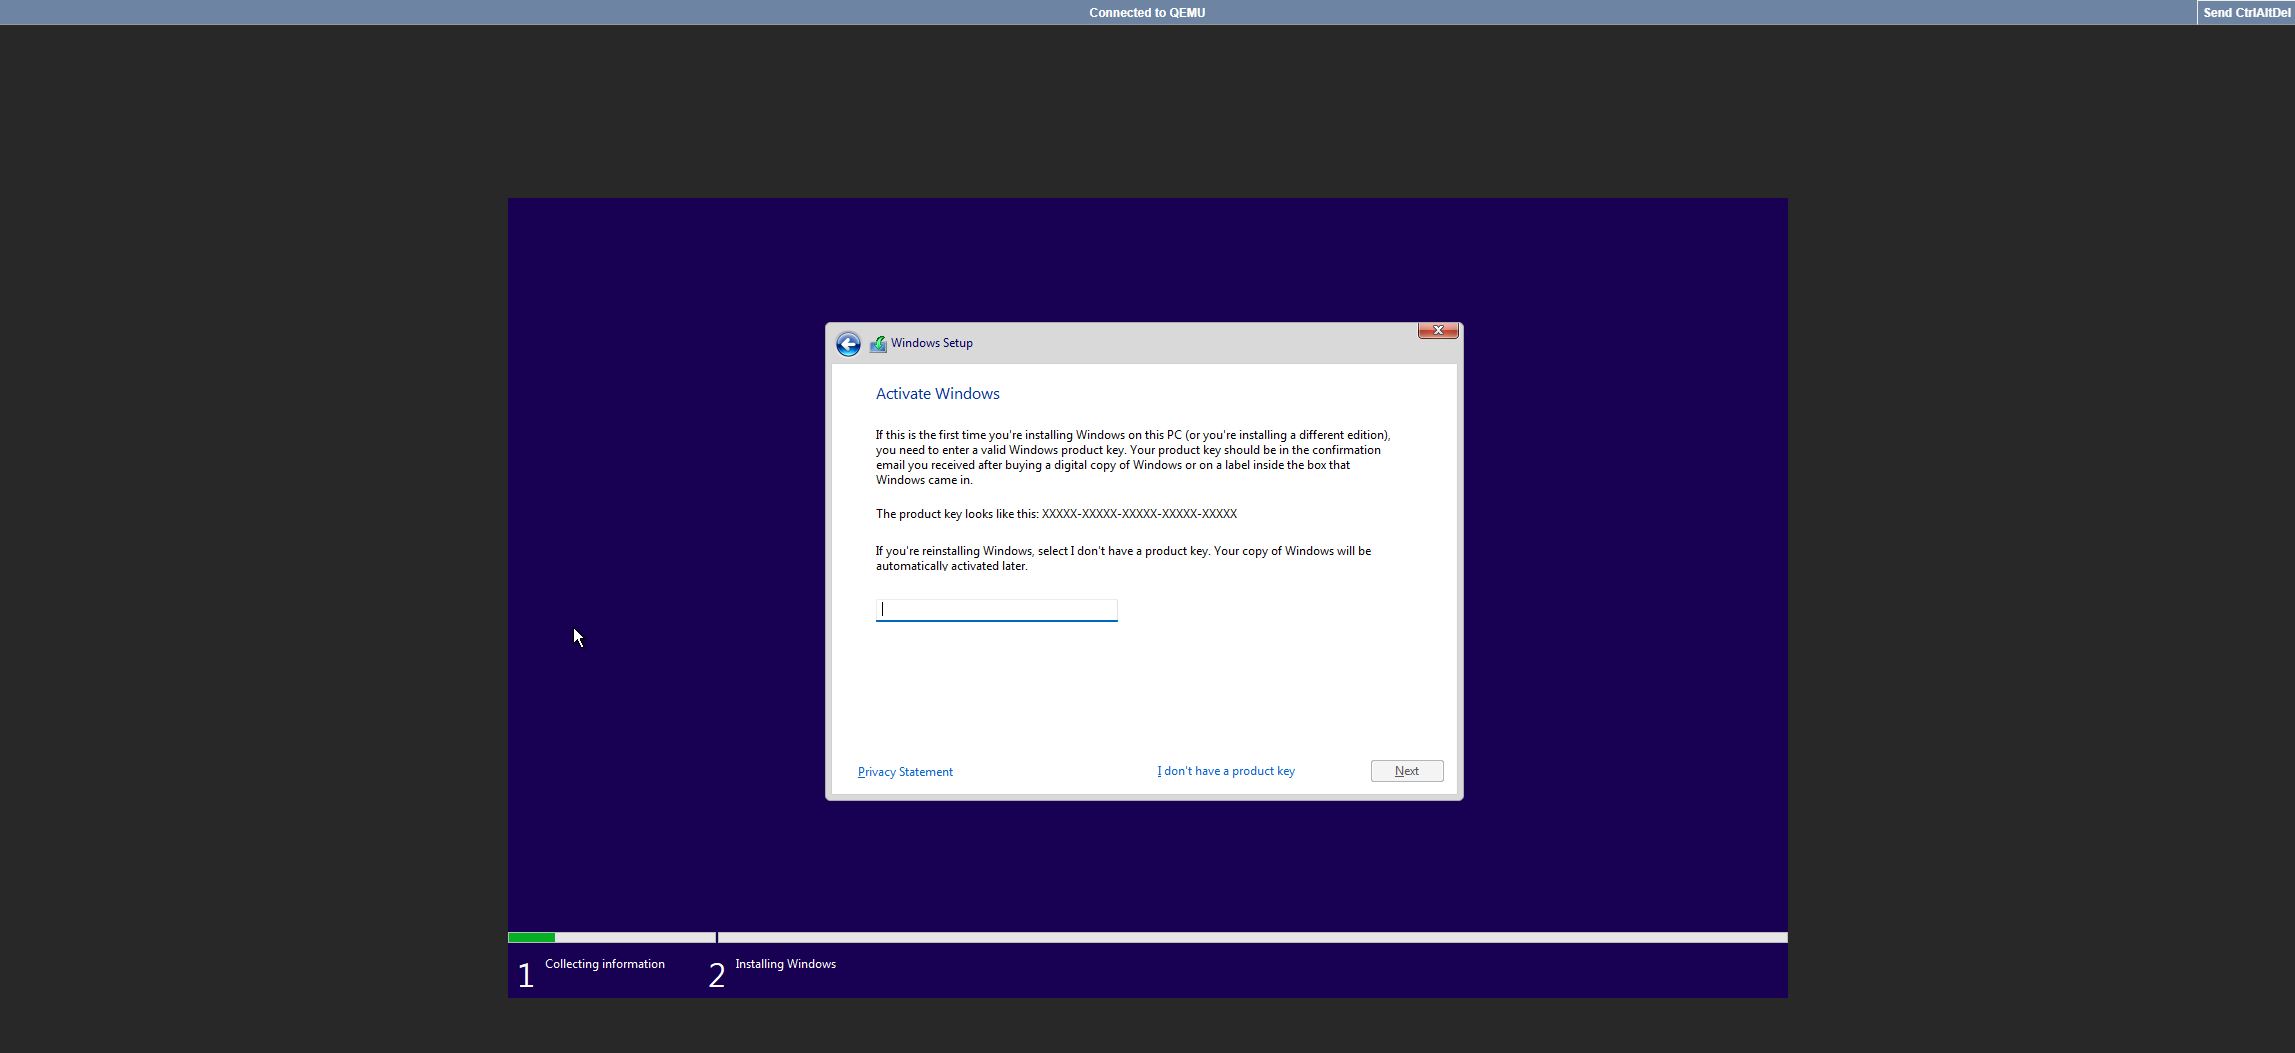 Connected to QEMU
Send CtrlAltDel
Windows Setup
Activate Windows
If this is the first time you're installing Windows on this PC (or you're installing a different edition),
you need to enter a valid Windows product key. Your product key should be in the confirmation
email you received after buying a digital copy of Windows or on a label inside the box that
Windows came in.
The product key looks like this: XXXXX-XXXXX-XXXXX-XXXXX-XXXXX
If you're reinstalling Windows, select I don't have a product key. Your copy of Windows will be
automatically activated later.
Privacy Statement
I don't have a product key
Next
1 Collecting information
2 Installing Windows